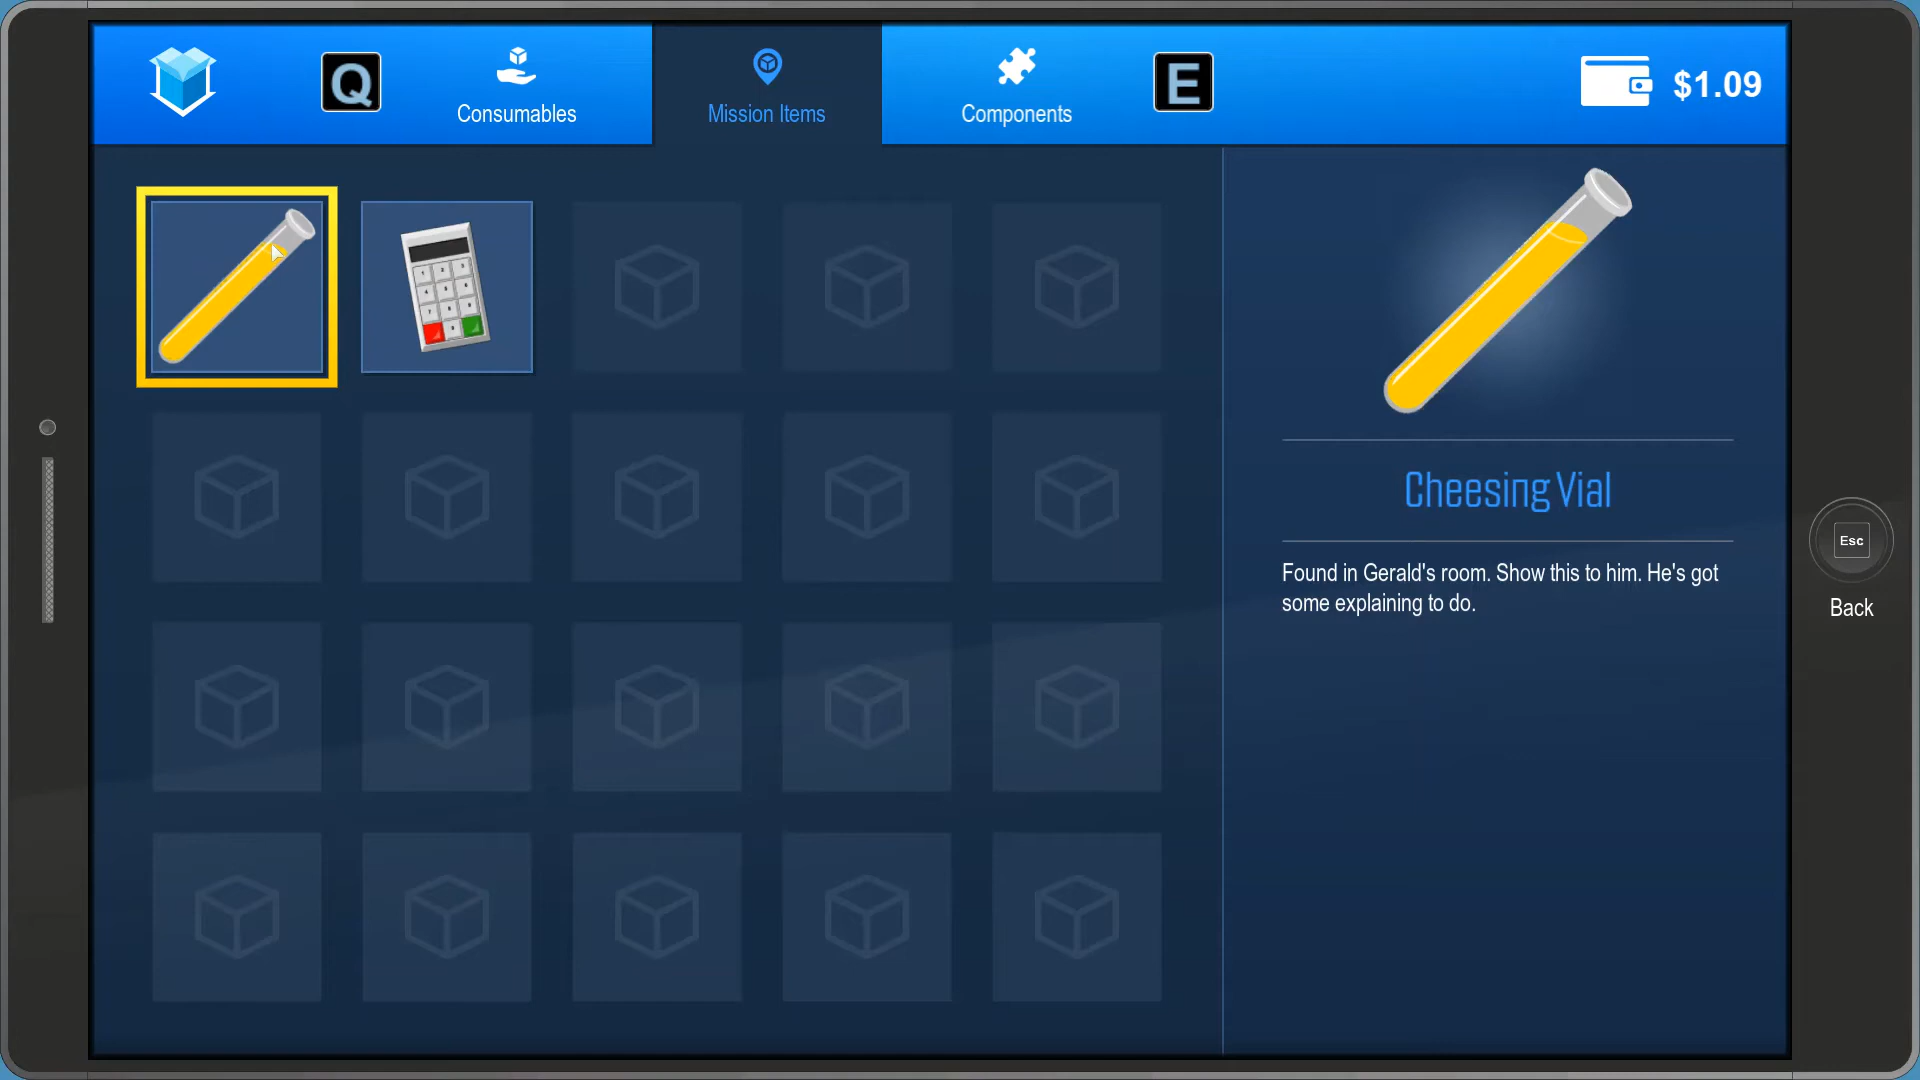 Q
Consumables
Mission Items
Components
E
$1.09
Cheesing Vial
Found in Gerald's room. Show this to him. He's got
some explaining to do.
Esc
Back